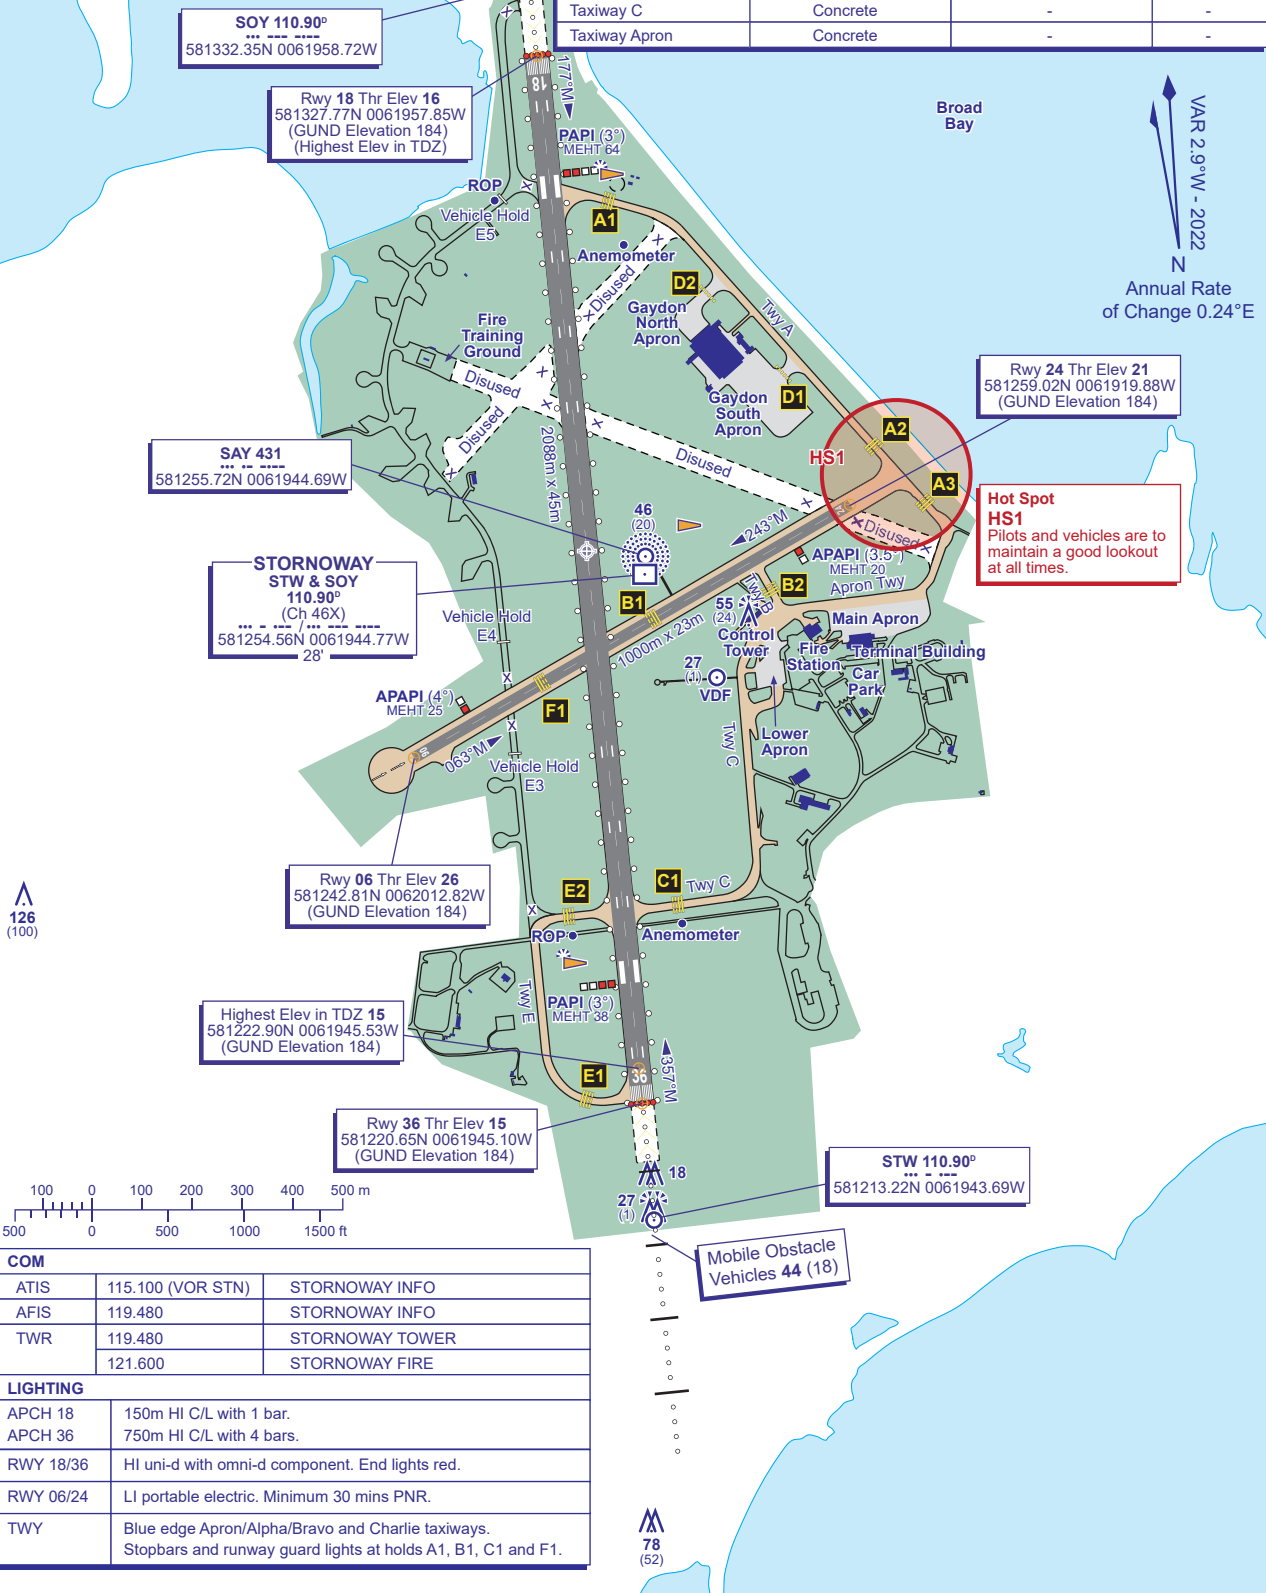 Taxiway C Concrete - -
Taxiway Apron Concrete - -
SOY 110.90ᴰ
••• --- -•--
581332.35N 0061958.72W
Rwy 18 Thr Elev 16
581327.77N 0061957.85W
(GUND Elevation 184)
(Highest Elev in TDZ)
18
177°M
PAPI (3°)
MEHT 64
Broad
Bay
VAR 2.9°W - 2022
N
Annual Rate
of Change 0.24°E
ROP
Vehicle Hold
E5
A1
Anemometer
Disused
D2
Gaydon
North
Apron
Twy A
Fire
Training
Ground
Disused
Disused
D1
Gaydon
South
Apron
Rwy 24 Thr Elev 21
581259.02N 0061919.88W
(GUND Elevation 184)
A2
HS1
A3
Disused
Disused
Hot Spot
HS1
Pilots and vehicles are to
maintain a good lookout
at all times.
SAY 431
••• •- -•--
581255.72N 0061944.69W
2088m x 45m
46
(20)
243°M
24
APAPI (3.5°)
MEHT 20
Apron Twy
STORNOWAY
STW & SOY
110.90ᴰ
(Ch 46X)
••• - •-- / ••• --- -•--
581254.56N 0061944.77W
28'
B1
B2
Twy B
55
(24)
Control
Tower
Main Apron
Fire
Station
Terminal Building
Car
Park
Vehicle Hold
E4
1000m x 23m
27
(1)
VDF
APAPI (4°)
MEHT 25
F1
06
063°M
Vehicle Hold
E3
Twy C
Lower
Apron
Rwy 06 Thr Elev 26
581242.81N 0062012.82W
(GUND Elevation 184)
126
(100)
E2
C1
Twy C
ROP
Anemometer
Twy E
PAPI (3°)
MEHT 38
Highest Elev in TDZ 15
581222.90N 0061945.53W
(GUND Elevation 184)
E1
36
357°M
Rwy 36 Thr Elev 15
581220.65N 0061945.10W
(GUND Elevation 184)
18
27
(1)
STW 110.90ᴰ
••• - •--
581213.22N 0061943.69W
Mobile Obstacle
Vehicles 44 (18)
100 0 100 200 300 400 500 m
500 0 500 1000 1500 ft
COM
ATIS 115.100 (VOR STN) STORNOWAY INFO
AFIS 119.480 STORNOWAY INFO
TWR 119.480 STORNOWAY TOWER
121.600 STORNOWAY FIRE
LIGHTING
APCH 18 150m HI C/L with 1 bar.
APCH 36 750m HI C/L with 4 bars.
RWY 18/36 HI uni-d with omni-d component. End lights red.
RWY 06/24 LI portable electric. Minimum 30 mins PNR.
TWY Blue edge Apron/Alpha/Bravo and Charlie taxiways.
Stopbars and runway guard lights at holds A1, B1, C1 and F1.
78
(52)